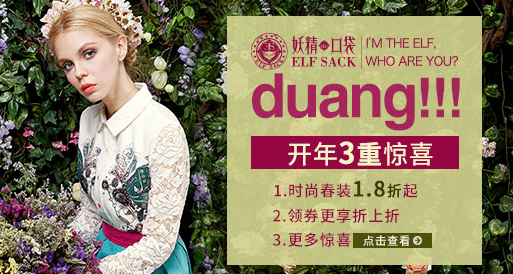 妖精的口袋
ELF SACK
I'M THE ELF,
WHO ARE YOU?
duang!!!
开年3重惊喜
1.时尚春装1.8折起
2.领券更享折上折
3.更多惊喜 点击查看